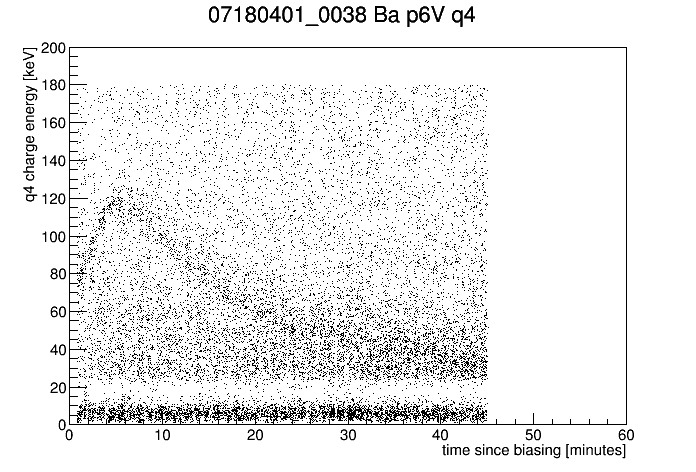 07180401_0038 Ba p6V q4
q4 charge energy [keV]
200
180
160
140
120
100
80
60
40
20
0
0 10 20 30 40 50 60
time since biasing [minutes]